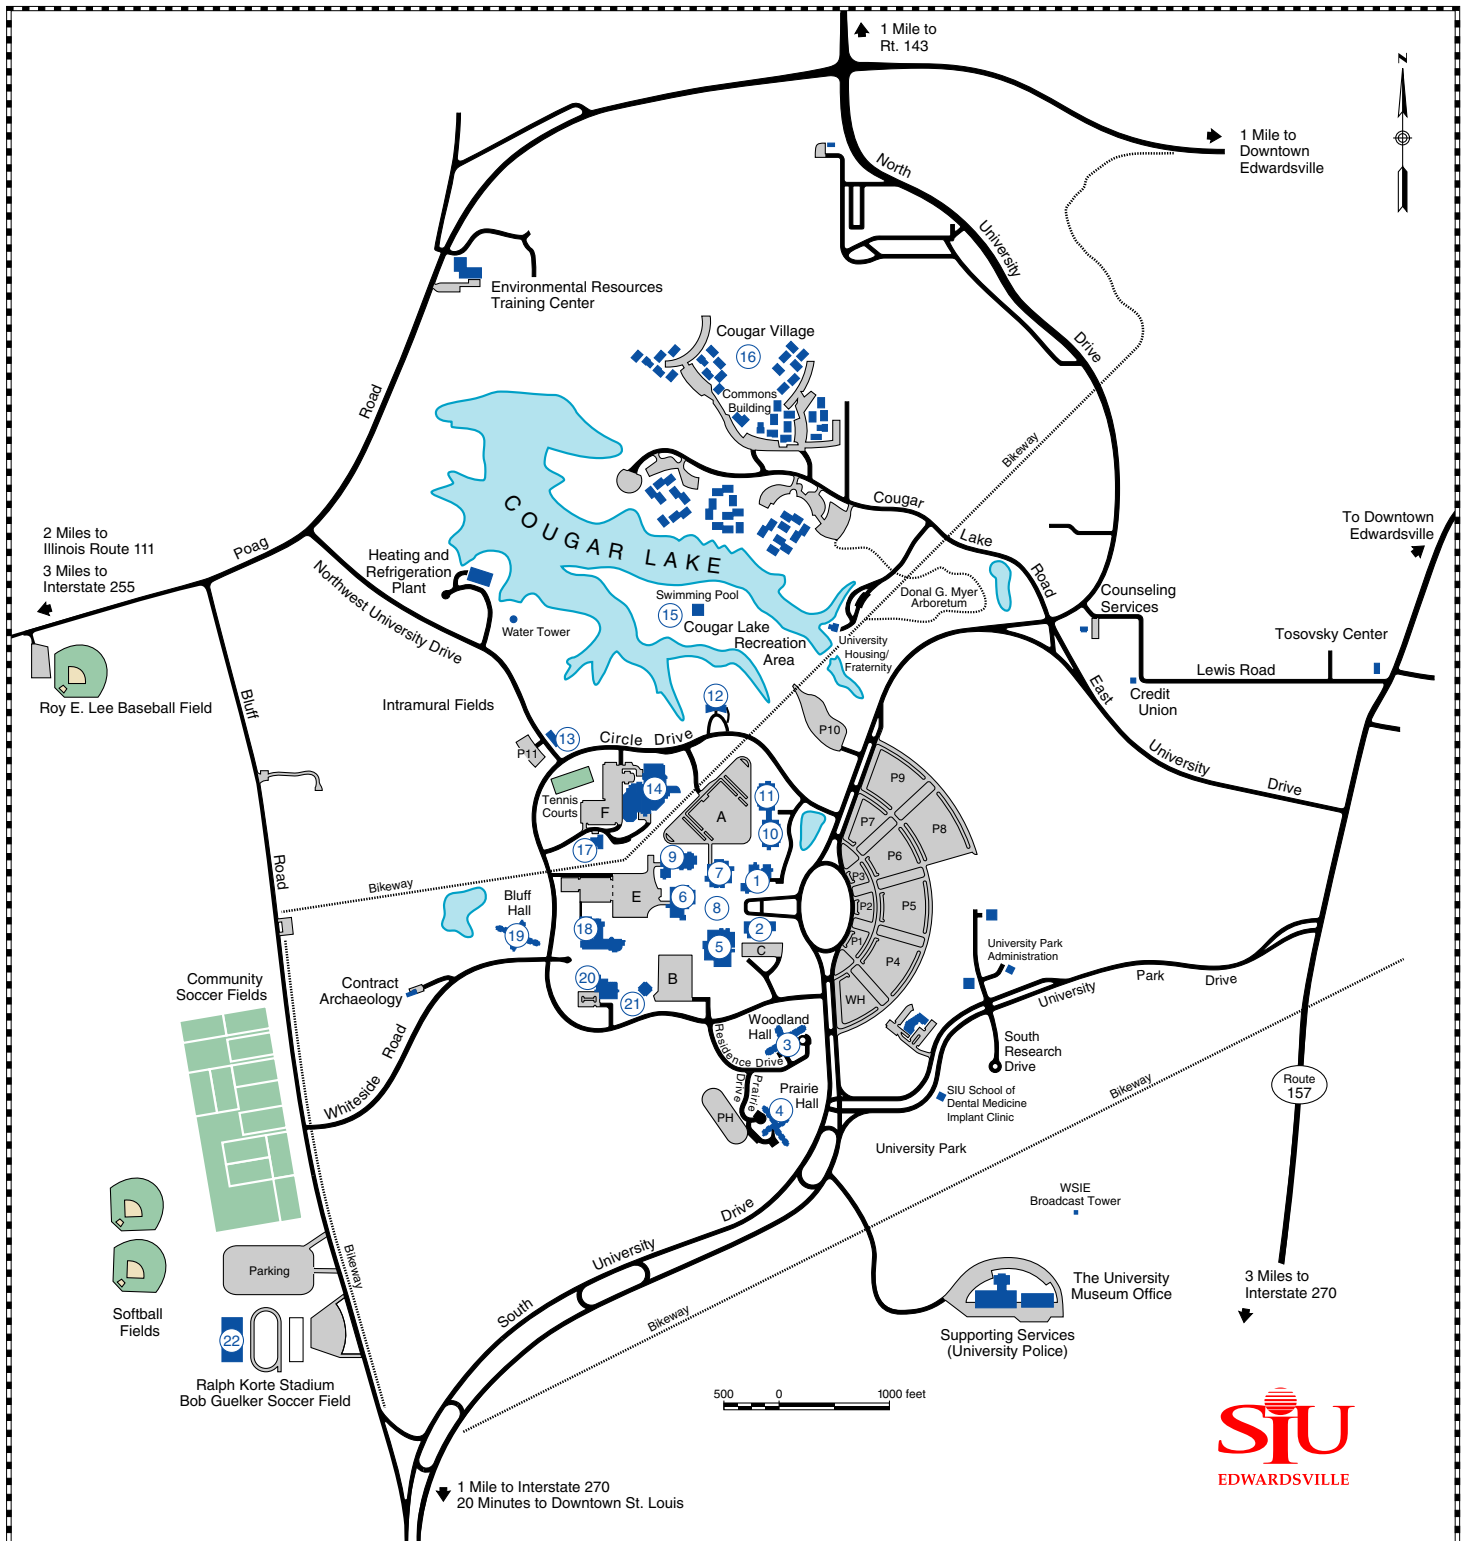 1 Mile to
Rt. 143
N
1 Mile to
Downtown
Edwardsville
North
University
Drive
Environmental Resources
Training Center
Cougar Village
16
Commons
Building
Road
Bikeway
Cougar
Lake
Road
COUGAR LAKE
To Downtown
Edwardsville
2 Miles to
Illinois Route 111
3 Miles to
Interstate 255
Poag
Heating and
Refrigeration
Plant
Northwest University Drive
Water Tower
Swimming Pool
15
Cougar Lake
Recreation
Area
University
Housing/
Fraternity
Donal G. Myer
Arboretum
Counseling
Services
Tosovsky Center
Lewis Road
Credit
Union
East
University
Drive
Roy E. Lee Baseball Field
Bluff
Road
Intramural Fields
12
13
P11
Circle Drive
P10
Tennis
Courts
14
F
17
A
11
10
9
7
1
E
6
8
2
5
C
P9
P8
P7
P6
P3
P2
P5
P1
P4
WH
Bikeway
Bluff
Hall
19
18
20
21
B
University Park
Administration
University
Park
Drive
Community
Soccer Fields
Contract
Archaeology
Whiteside
Road
Woodland
Hall
3
Residence Drive
Prairie
Drive
Prairie
Hall
4
PH
South
Research
Drive
SIU School of
Dental Medicine
Implant Clinic
Bikeway
Route
157
University Park
WSIE
Broadcast Tower
Drive
University
South
Bikeway
Bikeway
Parking
Softball
Fields
22
Ralph Korte Stadium
Bob Guelker Soccer Field
The University
Museum Office
Supporting Services
(University Police)
3 Miles to
Interstate 270
500
0
1000 feet
SIU
EDWARDSVILLE
1 Mile to Interstate 270
20 Minutes to Downtown St. Louis